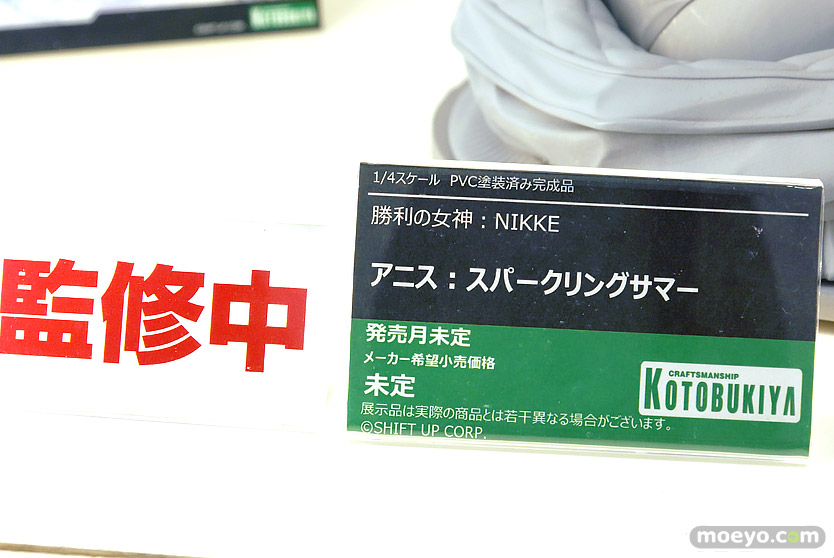 KOTOBUKIYA
監修中
1/4スケール PVC塗装済み完成品
勝利の女神：NIKKE
アニス：スパークリングサマー
発売月未定
メーカー希望小売価格
未定
CRAFTSMANSHIP
KOTOBUKIYA
展示品は実際の商品とは若干異なる場合がございます。
©SHIFT UP CORP.
moeyo.com